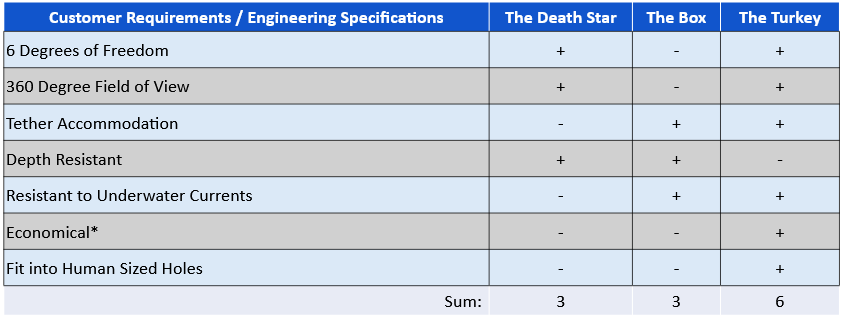 Customer Requirements / Engineering Specifications The Death Star The Box The Turkey
6 Degrees of Freedom + - +
360 Degree Field of View + - +
Tether Accommodation - + +
Depth Resistant + + -
Resistant to Underwater Currents - + +
Economical* - - +
Fit into Human Sized Holes - - +
Sum: 3 3 6